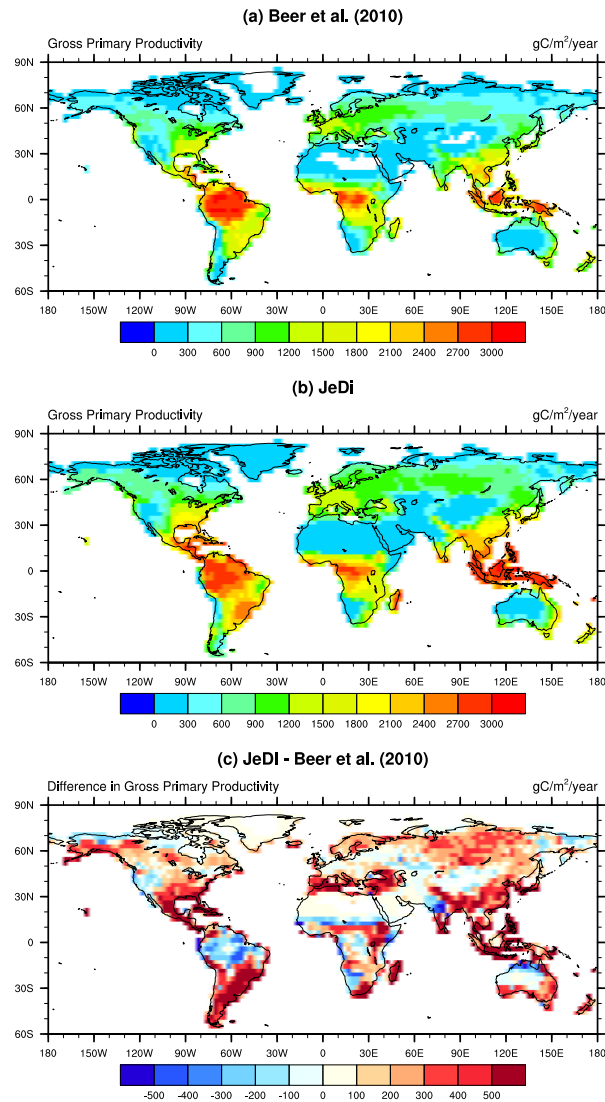 (a) Beer et al. (2010)
Gross Primary Productivity gC/m²/year
90N
60N
30N
0
30S
60S
180 150W 120W 90W 60W 30W 0 30E 60E 90E 120E 150E 180
0 300 600 900 1200 1500 1800 2100 2400 2700 3000
(b) JeDi
Gross Primary Productivity gC/m²/year
90N
60N
30N
0
30S
60S
180 150W 120W 90W 60W 30W 0 30E 60E 90E 120E 150E 180
0 300 600 900 1200 1500 1800 2100 2400 2700 3000
(c) JeDI - Beer et al. (2010)
Difference in Gross Primary Productivity gC/m²/year
90N
60N
30N
0
30S
60S
180 150W 120W 90W 60W 30W 0 30E 60E 90E 120E 150E 180
-500 -400 -300 -200 -100 0 100 200 300 400 500